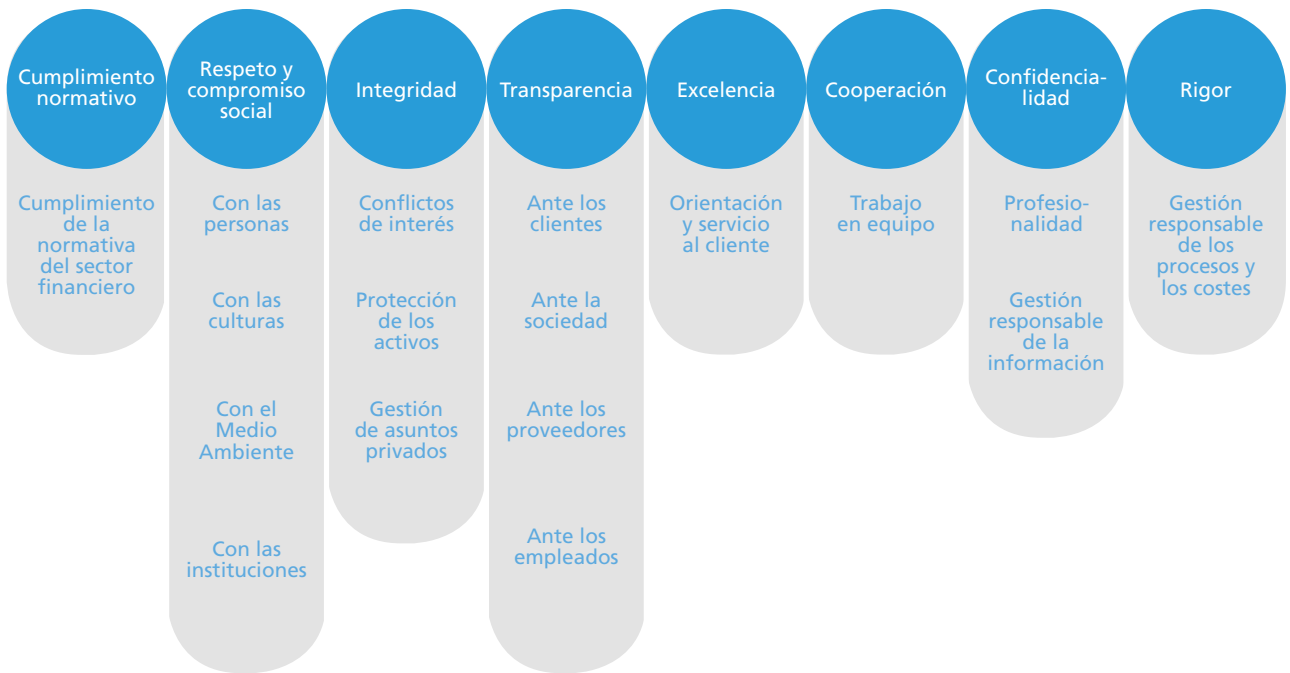 Cumplimiento
normativo
Respeto y
compromiso
social
Integridad
Transparencia
Excelencia
Cooperación
Confidencia-
lidad
Rigor
Cumplimiento
de la
normativa
del sector
financiero
Con las
personas
Con las
culturas
Con el
Medio
Ambiente
Con las
instituciones
Conflictos
de interés
Protección
de los
activos
Gestión
de asuntos
privados
Ante los
clientes
Ante la
sociedad
Ante los
proveedores
Ante los
empleados
Orientación
y servicio
al cliente
Trabajo
en equipo
Profesio-
nalidad
Gestión
responsable
de la
información
Gestión
responsable
de los
procesos y
los costes